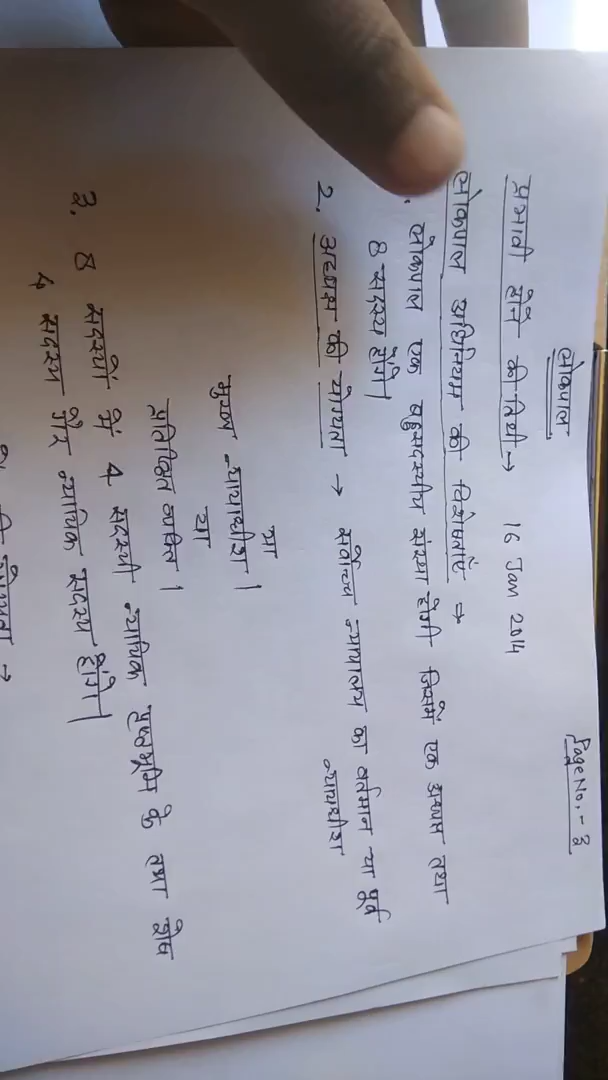 Page No. - 3
लोकपाल
प्रभावी होने की तिथी → 16 Jan 2014
लोकपाल अधिनियम की विशेषताएँ ⇒
लोकपाल एक बहुसदस्यीय संस्था होगी जिसमें एक अध्यक्ष तथा
8 सदस्य होंगे।
2. अध्यक्ष की योग्यता → सर्वोच्च न्यायालय का वर्तमान या पूर्व
न्यायधीश
या
मुख्य न्यायाधीश।
या
प्रतिष्ठित व्यक्ति।
3. 8 सदस्यों में 4 सदस्यी न्यायिक पृष्ठभूमि के तथा शेष
4 सदस्य गैर न्यायिक सदस्य होंगे।
की योग्यता →